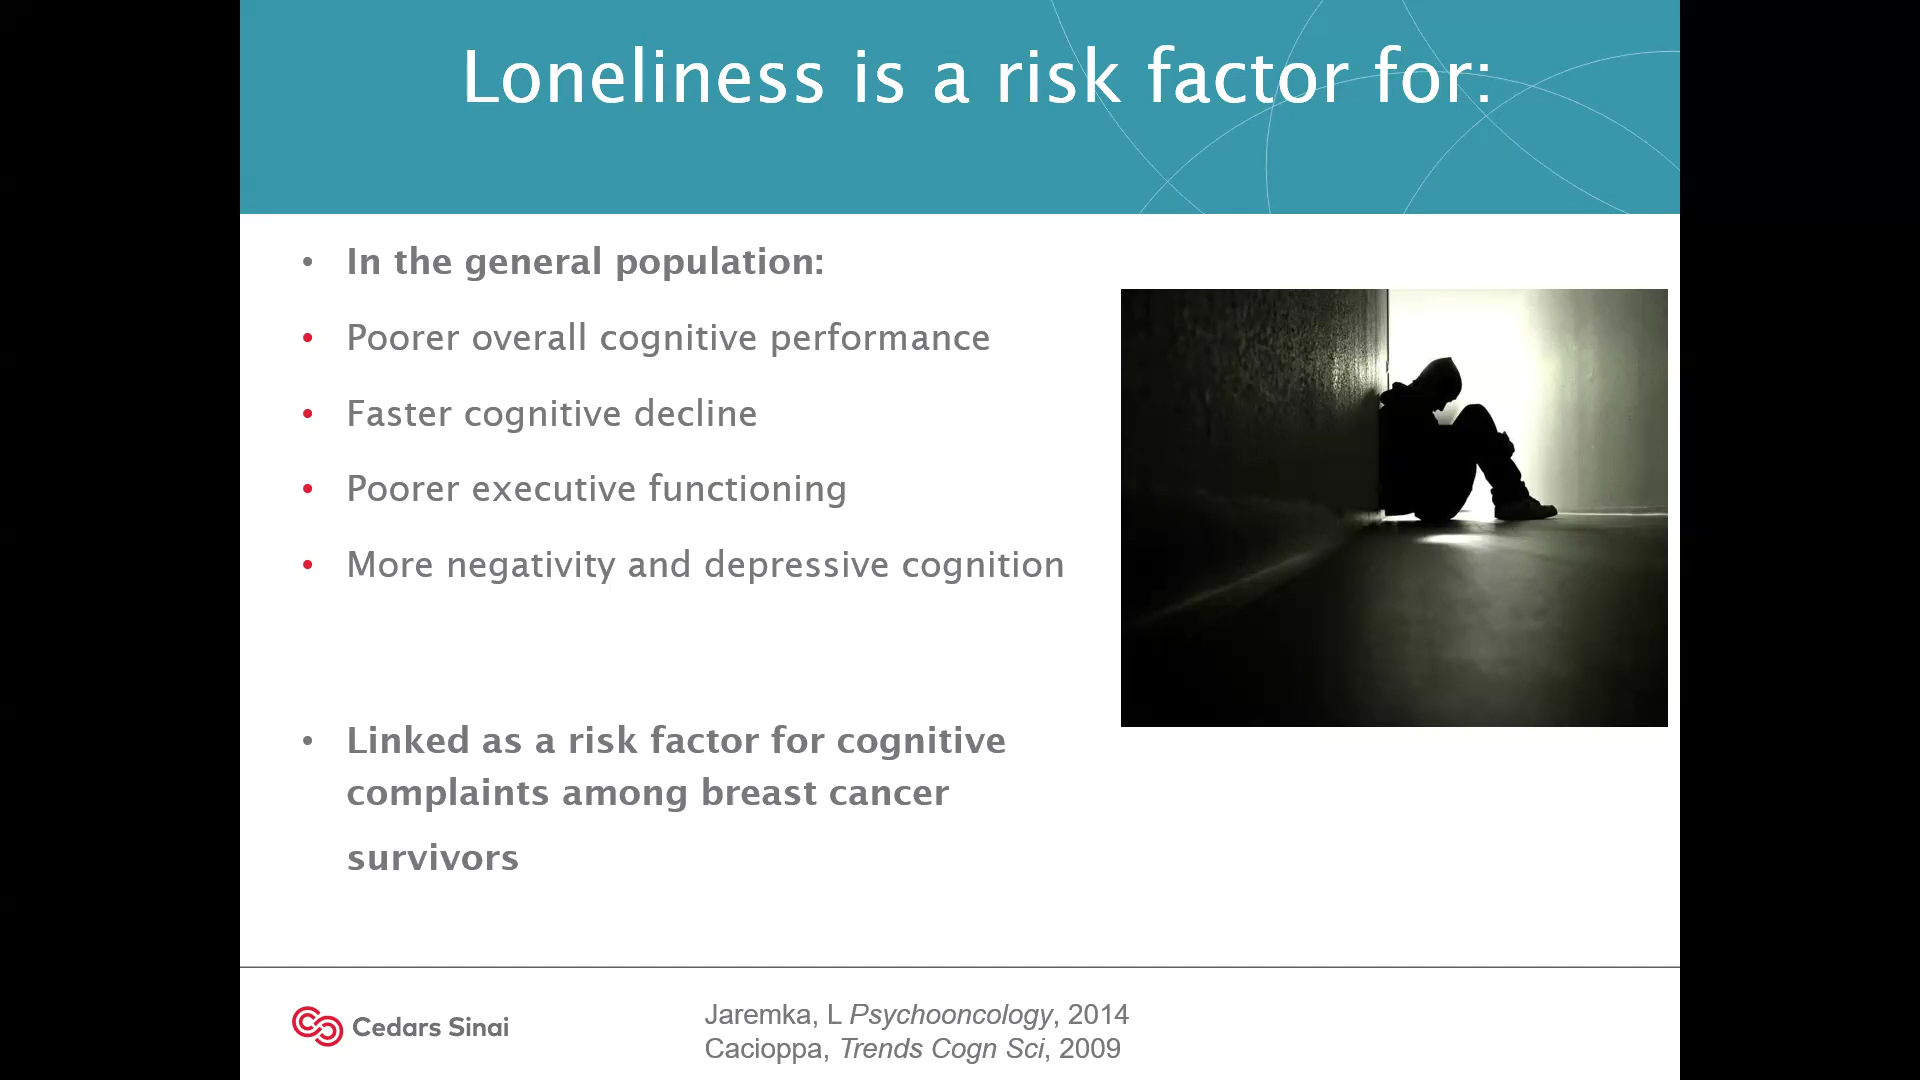 Loneliness is a risk factor for:
• In the general population:
• Poorer overall cognitive performance
• Faster cognitive decline
• Poorer executive functioning
• More negativity and depressive cognition
• Linked as a risk factor for cognitive
complaints among breast cancer
survivors
Cedars Sinai
Jaremka, L Psychooncology, 2014
Cacioppa, Trends Cogn Sci, 2009